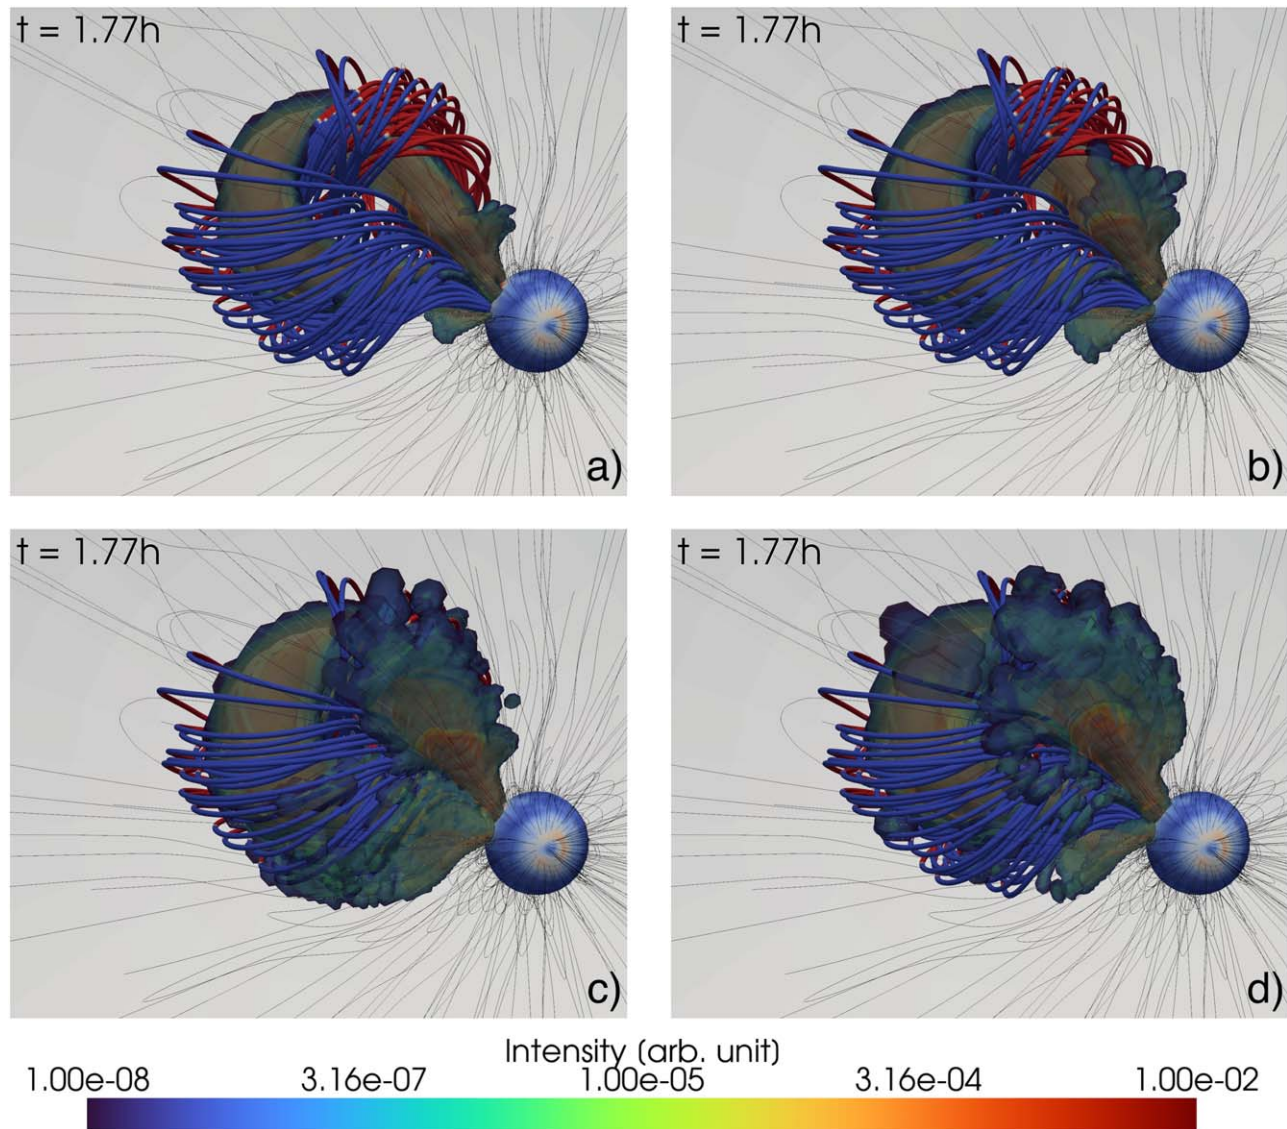 t = 1.77h
t = 1.77h
a)
b)
t = 1.77h
t = 1.77h
c)
d)
Intensity (arb. unit)
1.00e-08 3.16e-07 1.00e-05 3.16e-04 1.00e-02